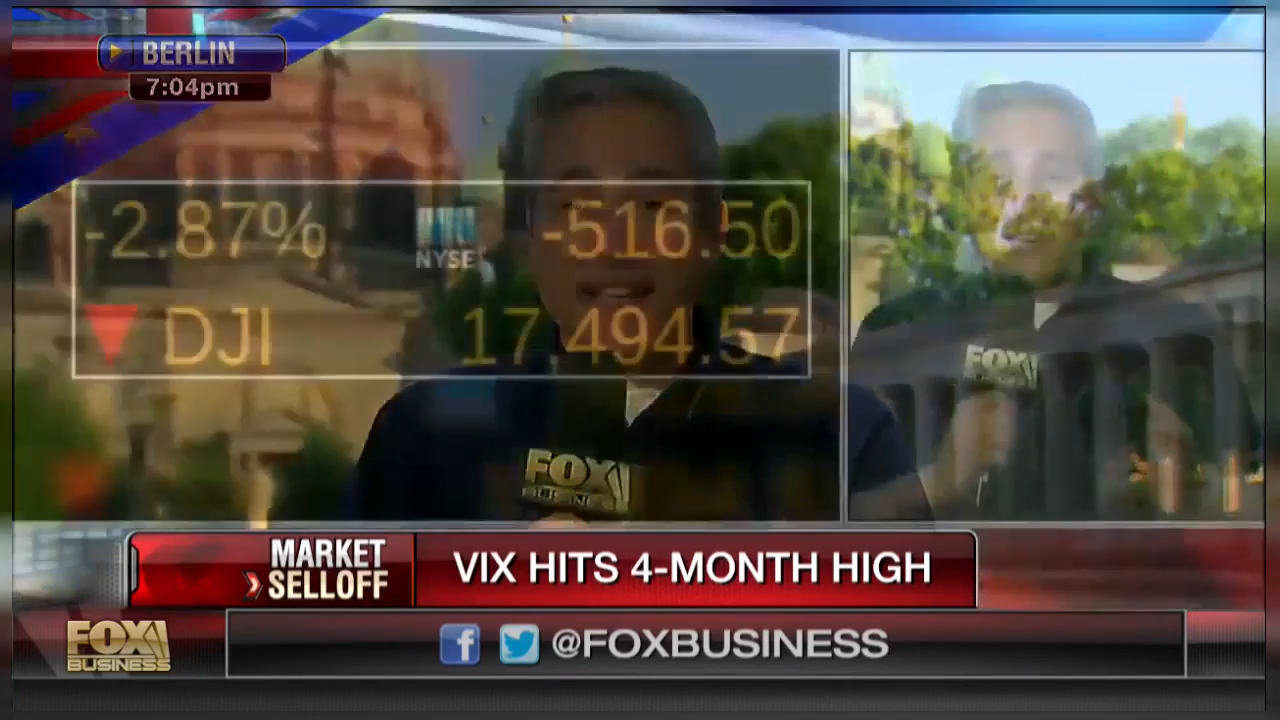 BERLIN
7:04pm
-2.87% NYSE -516.50
DJI 17.494.57
FOX
BUSINESS
FOX
MARKET
SELLOFF
VIX HITS 4-MONTH HIGH
FOX
BUSINESS
@FOXBUSINESS